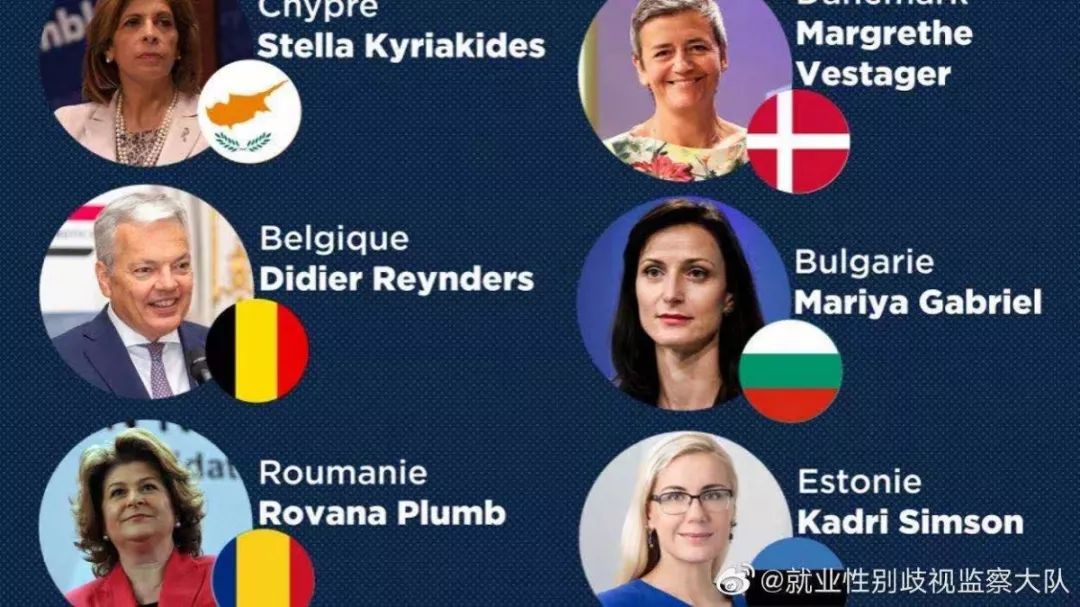 Chypre
Stella Kyriakides
Danemark
Margrethe
Vestager
Belgique
Didier Reynders
Bulgarie
Mariya Gabriel
Roumanie
Rovana Plumb
Estonie
Kadri Simson
@就业性别歧视监察大队